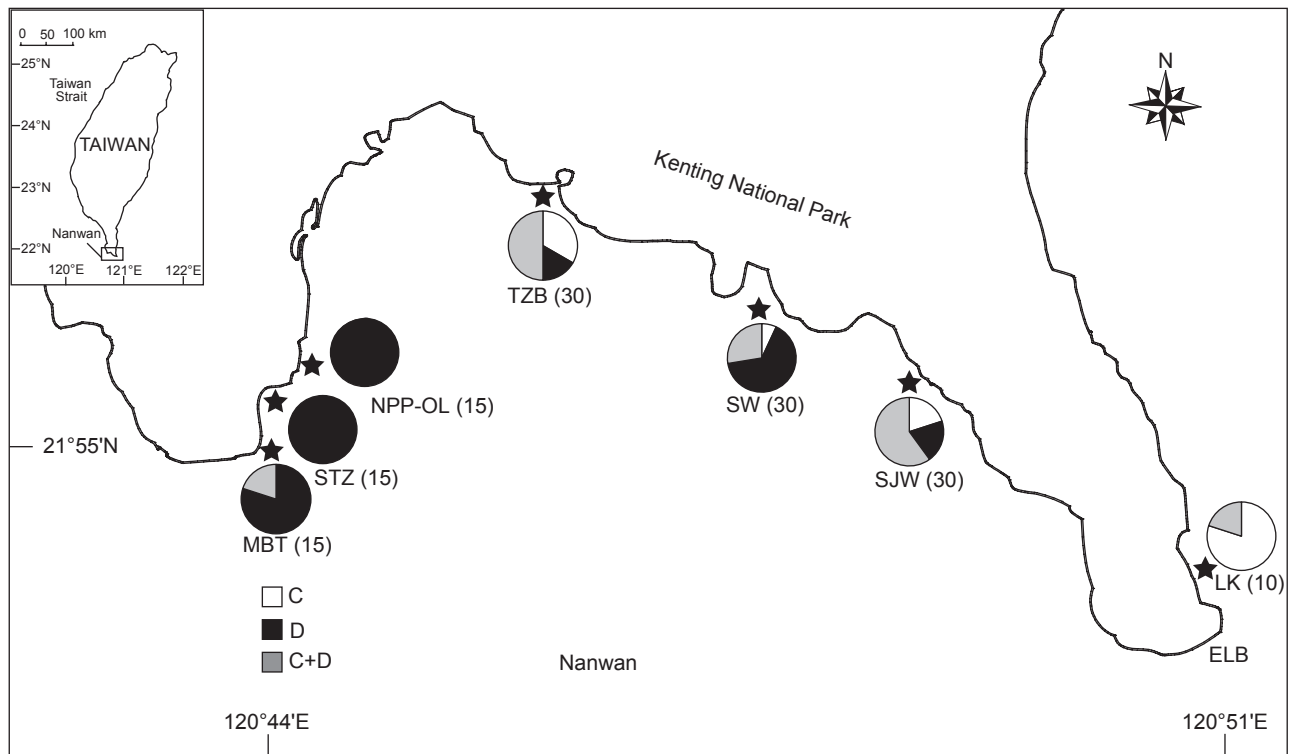 0 50 100 km
25°N
Taiwan
Strait
24°N
TAIWAN
23°N
Nanwan
22°N
120°E 121°E 122°E
N
Kenting National Park
TZB (30)
SW (30)
NPP-OL (15)
21°55'N
STZ (15)
SJW (30)
MBT (15)
LK (10)
C
D
C+D
Nanwan
ELB
120°44'E
120°51'E